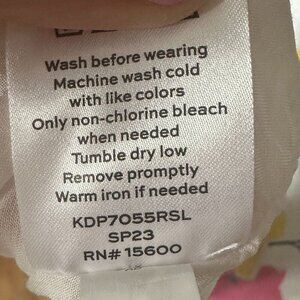 Wash before wearing
Machine wash cold
with like colors
Only non-chlorine bleach
when needed
Tumble dry low
Remove promptly
Warm iron if needed
KDP7055RSL
SP23
RN# 15600